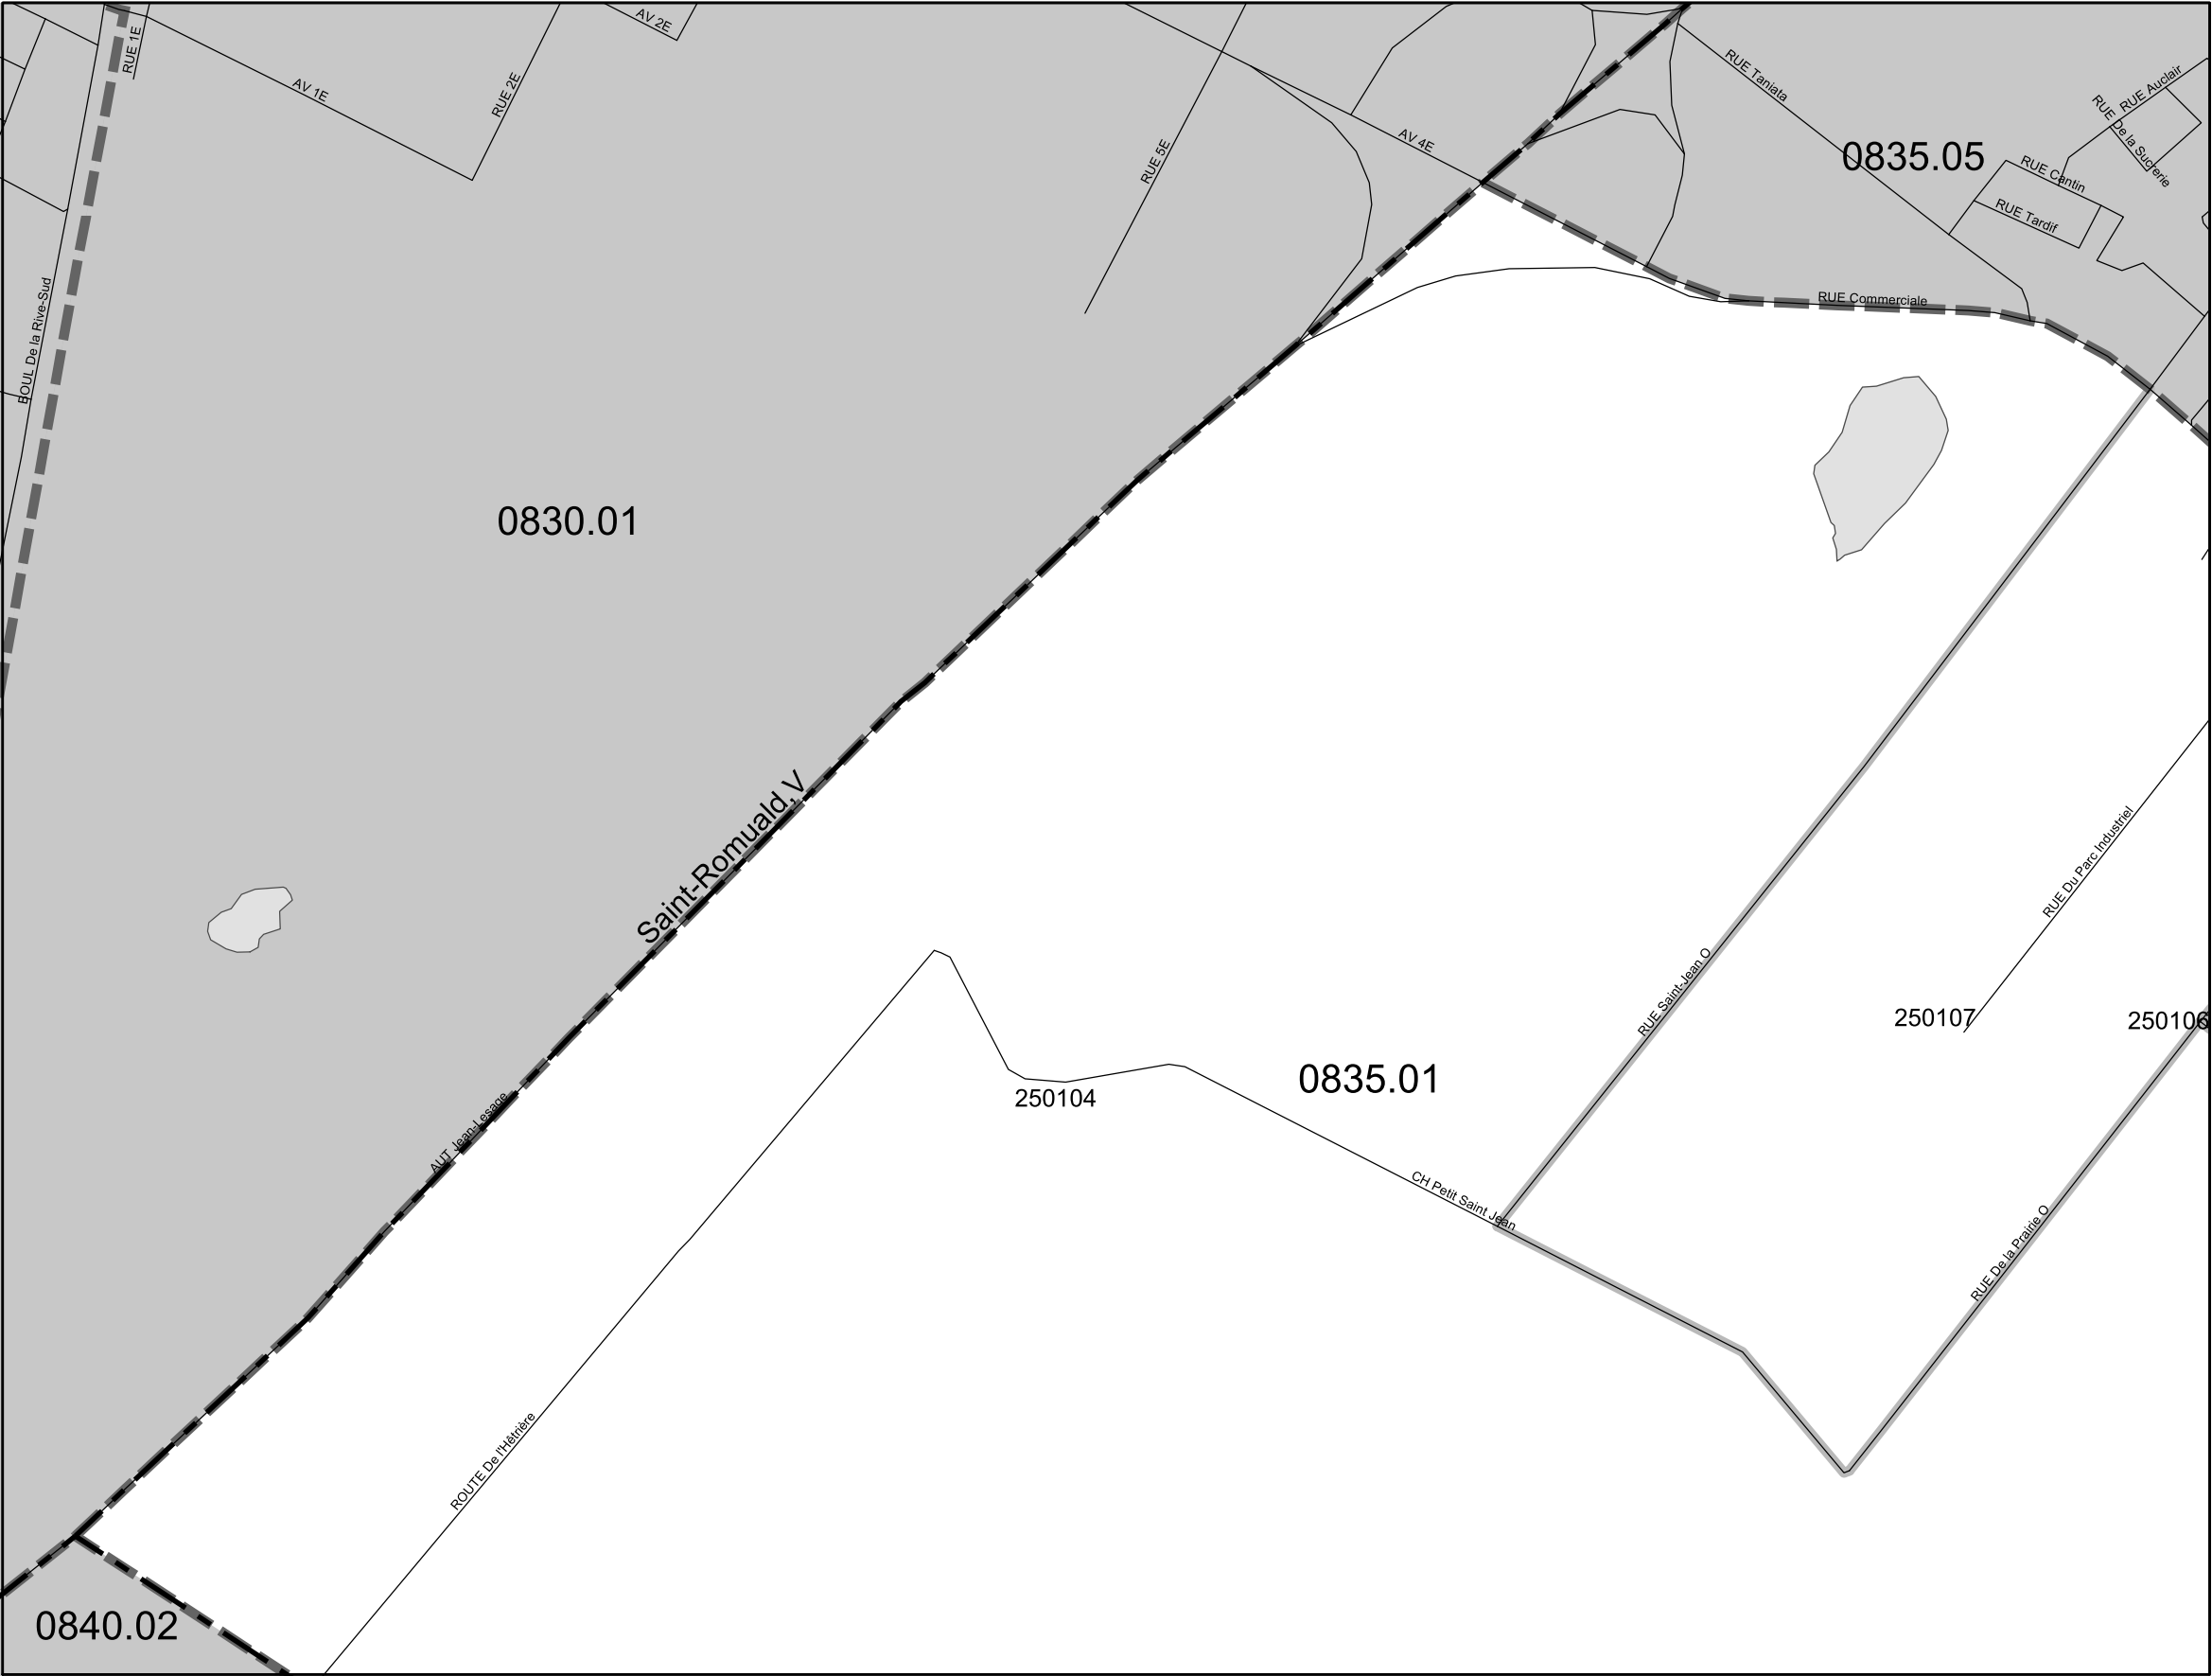 AV 2E
RUE 1E
AV 1E
RUE 2E
RUE 5E
AV 4E
RUE Taniata
RUE Auclair
RUE De la Sucrerie
0835.05
RUE Cantin
RUE Tardif
BOUL De la Rive-Sud
RUE Commerciale
0830.01
Saint-Romuald,V
RUE Du Parc Industriel
RUE Saint-Jean O
250107
250106
0835.01
250104
AUT Jean-Lesage
CH Petit Saint Jean
RUE De la Prairie O
ROUTE De l'Hêtrière
0840.02